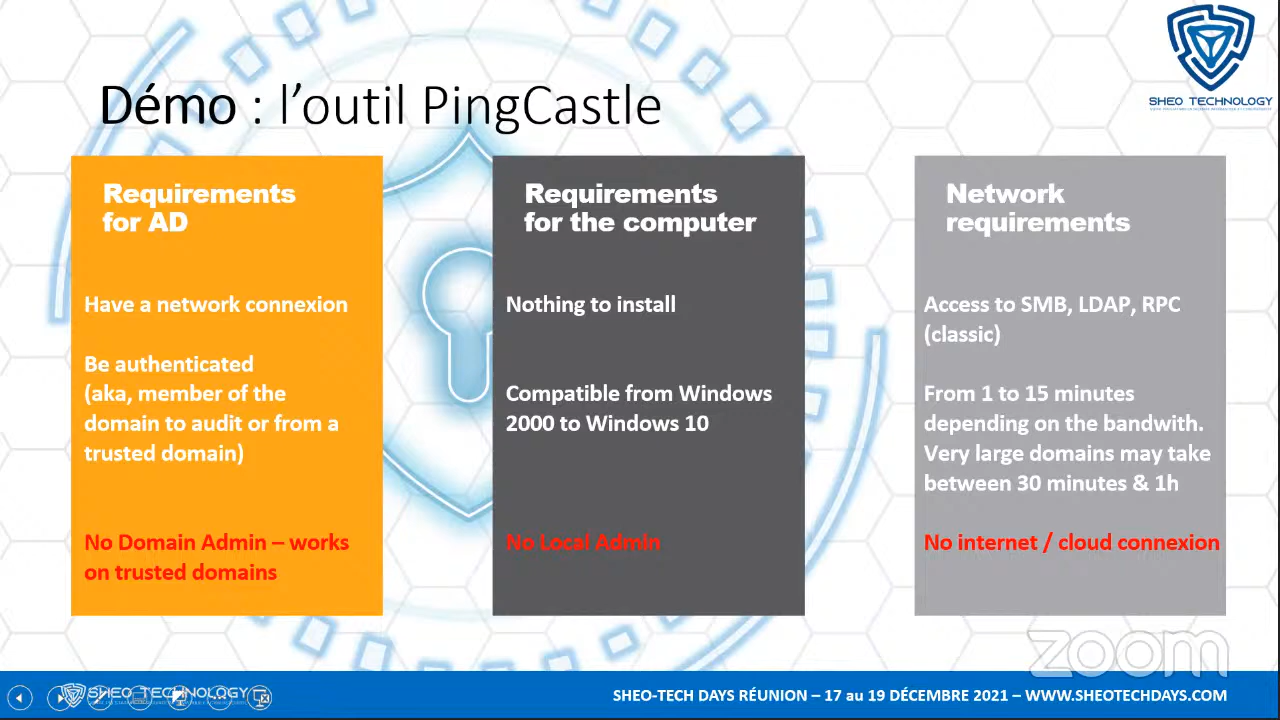 SHEO TECHNOLOGY
Démo : l’outil PingCastle
Requirements
for AD
Have a network connexion
Be authenticated
(aka, member of the
domain to audit or from a
trusted domain)
No Domain Admin – works
on trusted domains
Requirements
for the computer
Nothing to install
Compatible from Windows
2000 to Windows 10
No Local Admin
Network
requirements
Access to SMB, LDAP, RPC
(classic)
From 1 to 15 minutes
depending on the bandwith.
Very large domains may take
between 30 minutes & 1h
No internet / cloud connexion
zoom
SHEO TECHNOLOGY
SHEO-TECH DAYS RÉUNION – 17 au 19 DÉCEMBRE 2021 – WWW.SHEOTECHDAYS.COM